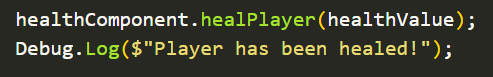 healthComponent.healPlayer(healthValue);
Debug.Log($"Player has been healed!");